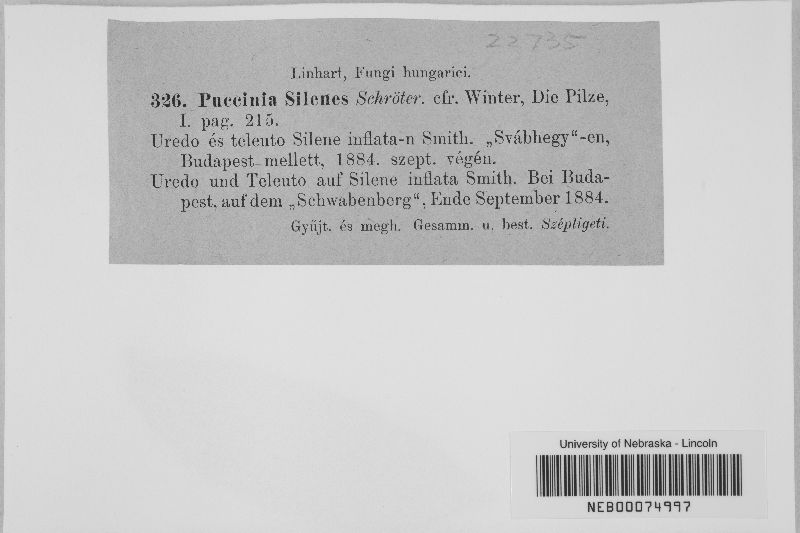 22735
Linhart, Fungi hungarici.
326. Puccinia Silenes Schröter. cfr. Winter, Die Pilze,
I. pag. 215.
Uredo és teleuto Silene inflata-n Smith. „Svábhegy“-en,
Budapest mellett, 1884. szept. végén.
Uredo und Teleuto auf Silene inflata Smith. Bei Buda-
pest, auf dem „Schwabenberg“, Ende September 1884.
Gyűjt. és megh. Gesamm. u. best. Szépligeti.
University of Nebraska - Lincoln
NEB00074997